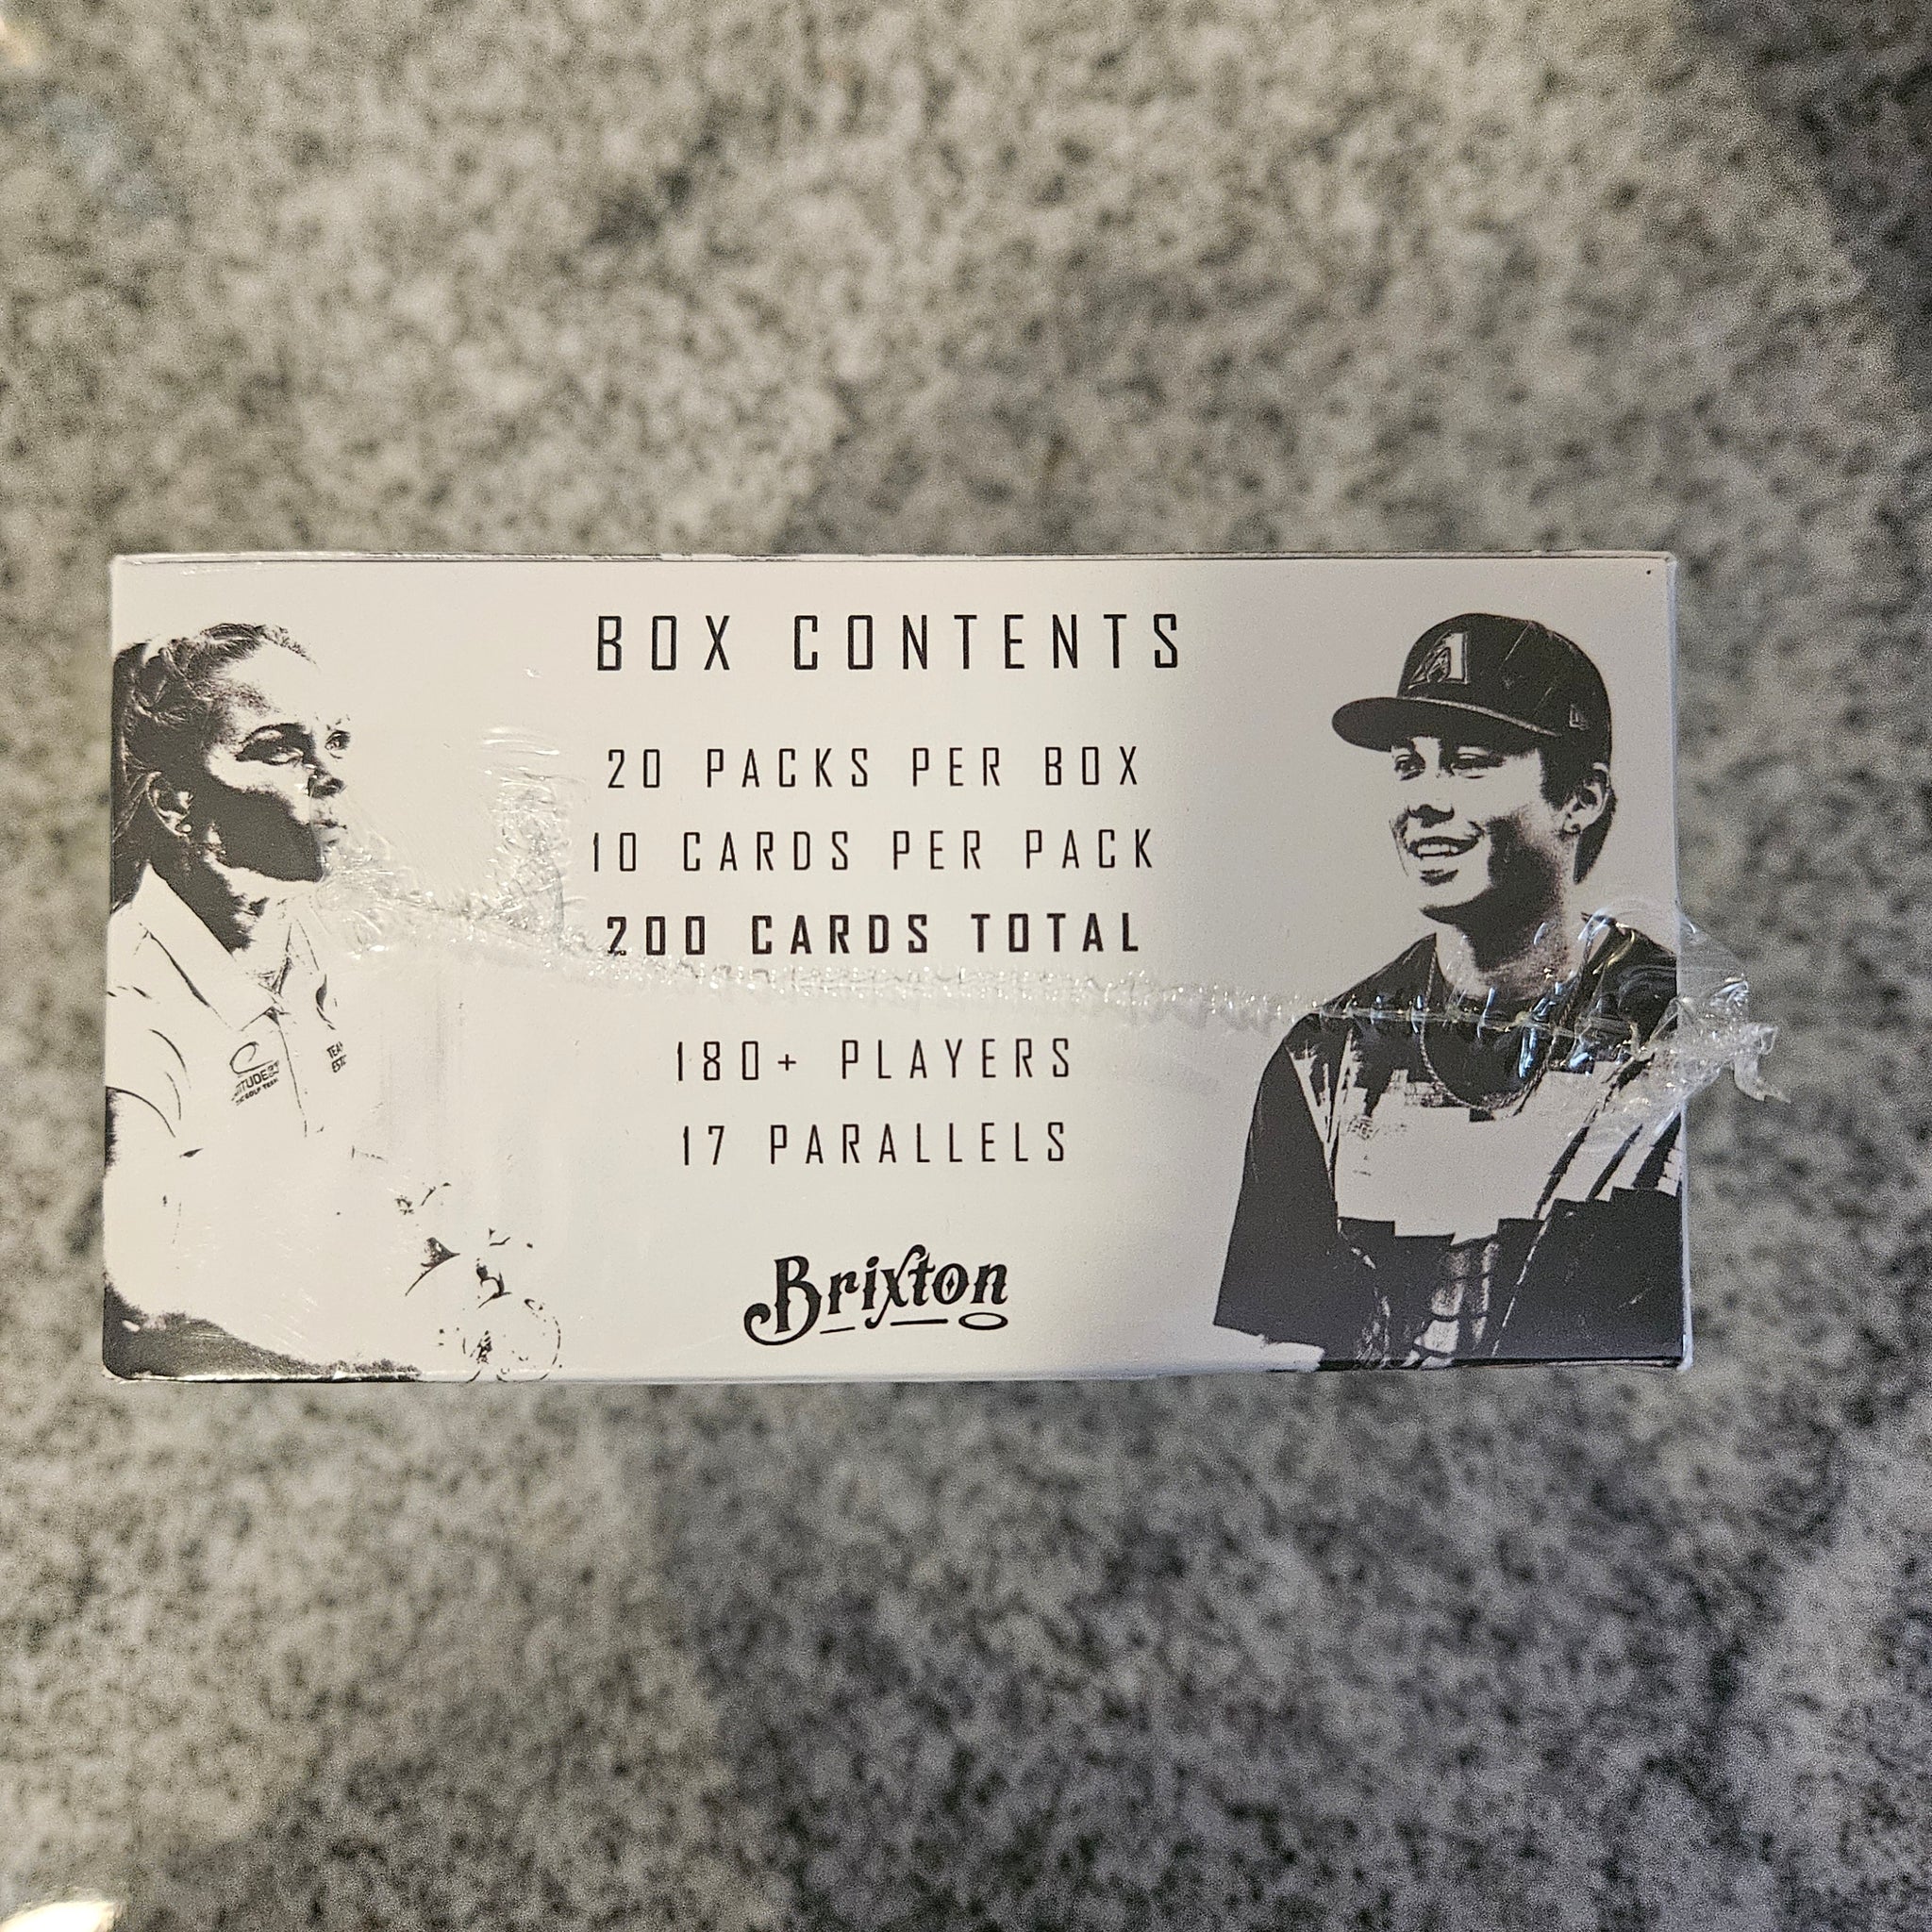 BOX CONTENTS
20 PACKS PER BOX
10 CARDS PER PACK
200 CARDS TOTAL
180+ PLAYERS
17 PARALLELS
Brixton
A